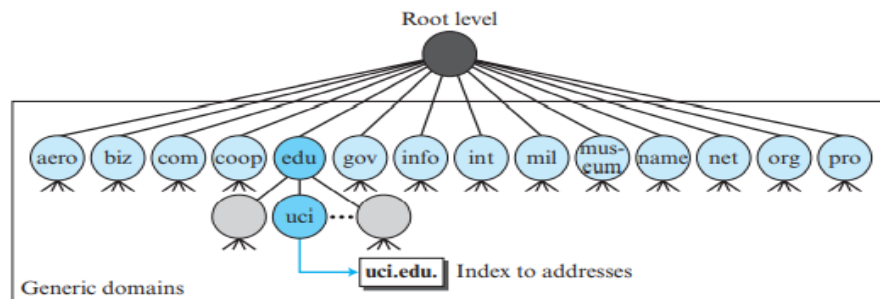 Root level
aero biz com coop edu gov info int mil mus-eum name net org pro
uci
uci.edu. Index to addresses
Generic domains